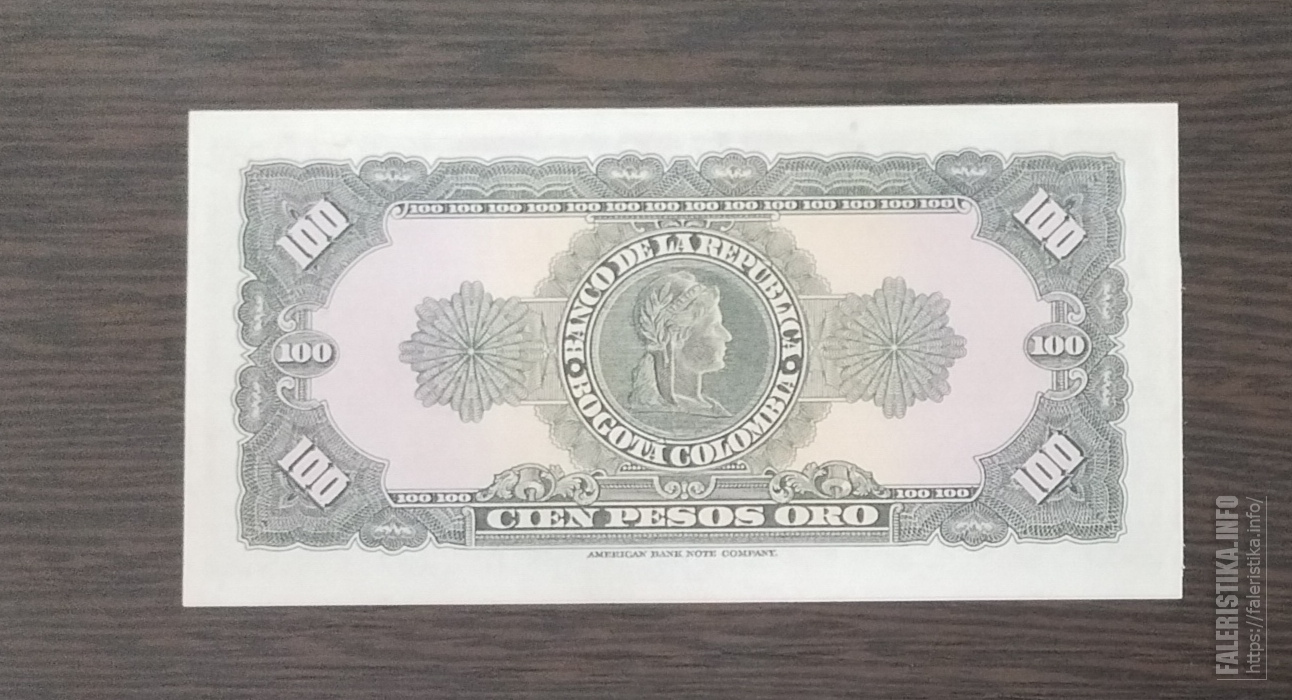 100 100 100 100 100 100 100 100 100 100 100 100 100 100
100
100
BANCO DE LA REPUBLICA
100
100
BOGOTÁ COLOMBIA
100
100
100 100
100 100
CIEN PESOS ORO
AMERICAN BANK NOTE COMPANY.
FALERISTIKA.INFO
https://faleristika.info/